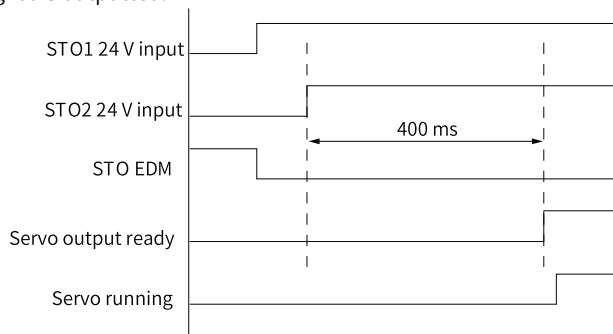 STO1 24 V input
STO2 24 V input
400 ms
STO EDM
Servo output ready
Servo running